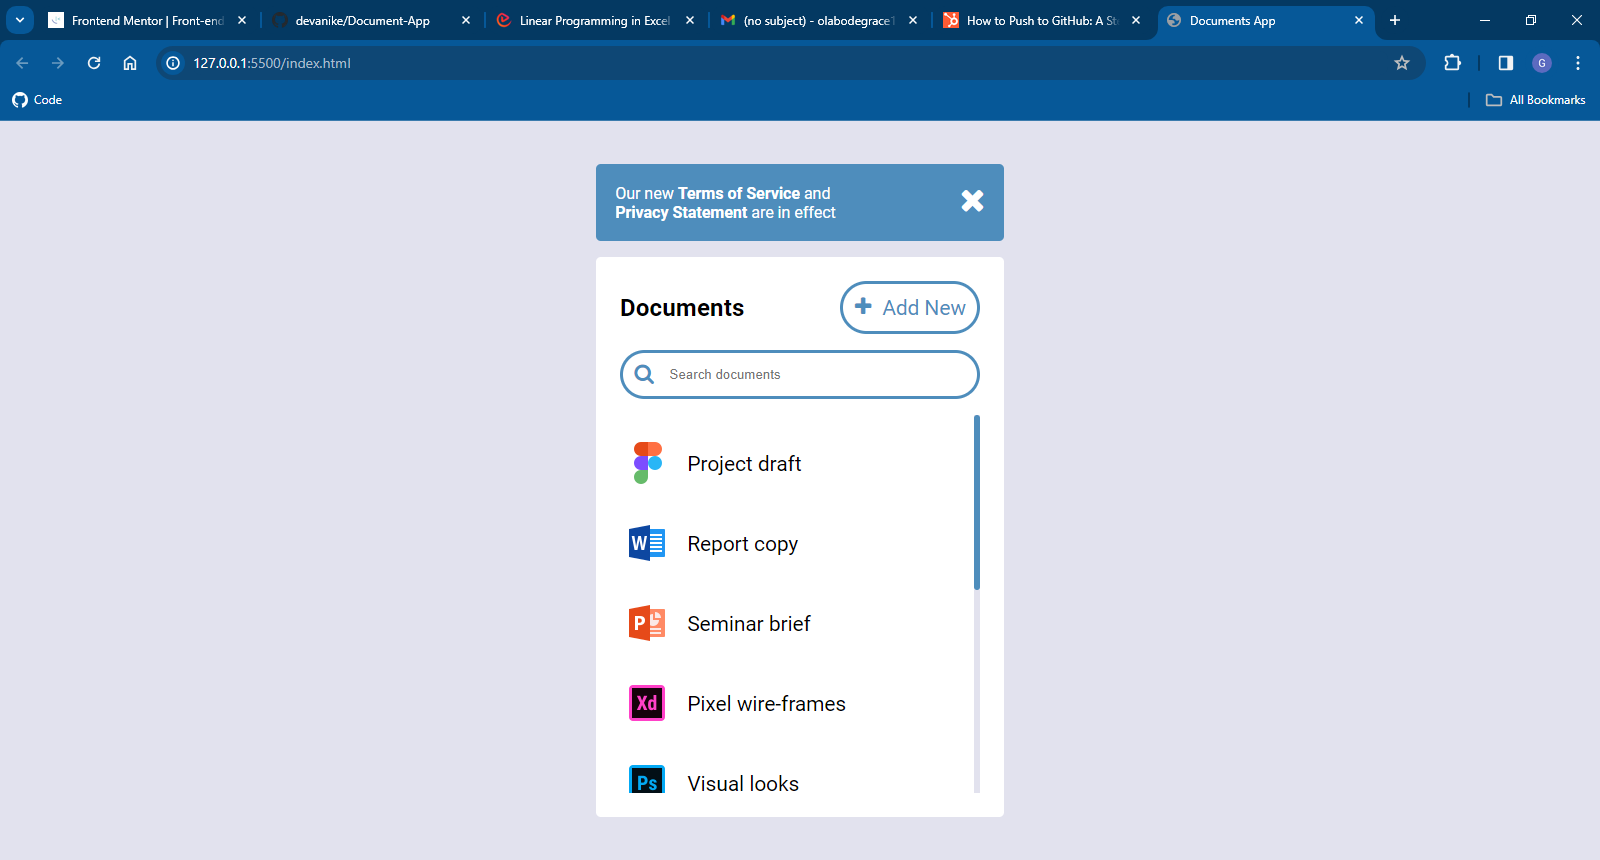 Frontend Mentor | Front-end
devanike/Document-App
Linear Programming in Excel
(no subject) - olabodegrace1
How to Push to GitHub: A St
Documents App
127.0.0.1:5500/index.html
G
Code
All Bookmarks
Our new Terms of Service and
Privacy Statement are in effect
Documents
Add New
Search documents
Project draft
W
Report copy
P
Seminar brief
Xd
Pixel wire-frames
Ps
Visual looks